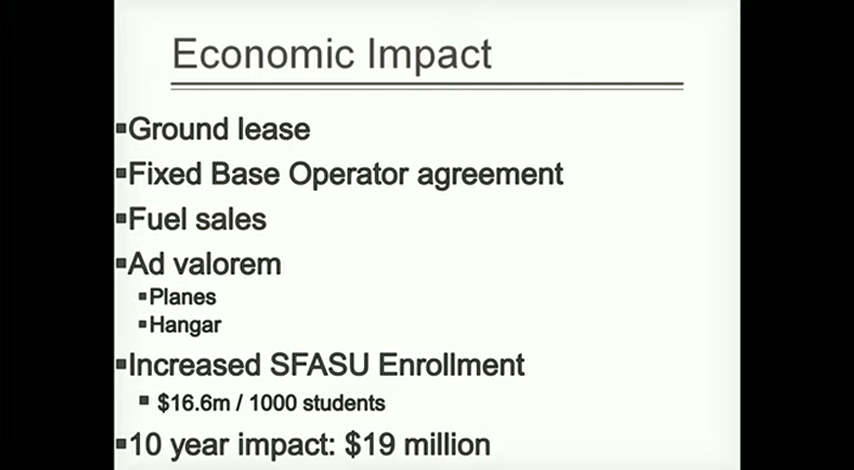 Economic Impact
▪Ground lease
▪Fixed Base Operator agreement
▪Fuel sales
▪Ad valorem
▪Planes
▪Hangar
▪Increased SFASU Enrollment
▪ $16.6m / 1000 students
▪10 year impact: $19 million